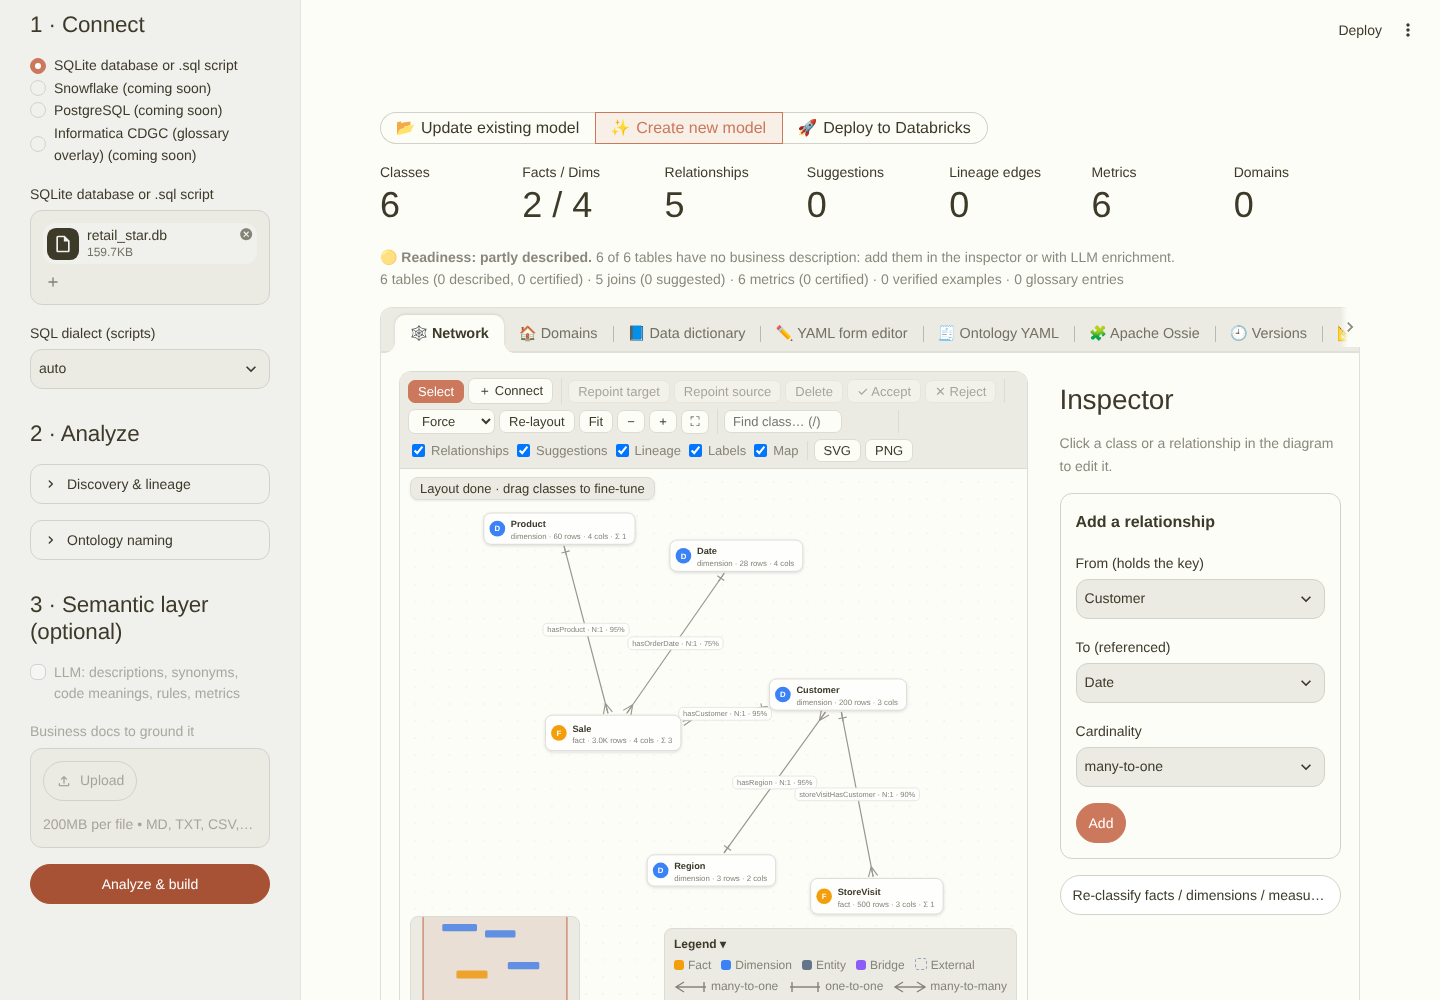 1 · Connect
SQLite database or .sql script
Snowflake (coming soon)
PostgreSQL (coming soon)
Informatica CDGC (glossary
overlay) (coming soon)
SQLite database or .sql script
retail_star.db
159.7KB
+
SQL dialect (scripts)
auto
2 · Analyze
Discovery & lineage
Ontology naming
3 · Semantic layer
(optional)
LLM: descriptions, synonyms,
code meanings, rules, metrics
Business docs to ground it
Upload
200MB per file • MD, TXT, CSV,…
Analyze & build
Deploy
📂 Update existing model
✨ Create new model
🚀 Deploy to Databricks
Classes
6
Facts / Dims
2 / 4
Relationships
5
Suggestions
0
Lineage edges
0
Metrics
6
Domains
0
🟡 Readiness: partly described. 6 of 6 tables have no business description: add them in the inspector or with LLM enrichment.
6 tables (0 described, 0 certified) · 5 joins (0 suggested) · 6 metrics (0 certified) · 0 verified examples · 0 glossary entries
🕸️ Network
🏠 Domains
📘 Data dictionary
✏️ YAML form editor
🧾 Ontology YAML
🧩 Apache Ossie
🕘 Versions
Select
+ Connect
Repoint target
Repoint source
Delete
✓ Accept
✕ Reject
Force
Re-layout
Fit
−
+
⛶
Find class… (/)
Relationships
Suggestions
Lineage
Labels
Map
SVG
PNG
Layout done · drag classes to fine-tune
D
Product
dimension · 60 rows · 4 cols · Σ 1
D
Date
dimension · 28 rows · 4 cols
hasProduct · N:1 · 95%
hasOrderDate · N:1 · 75%
D
Customer
dimension · 200 rows · 3 cols
hasCustomer · N:1 · 95%
F
Sale
fact · 3.0K rows · 4 cols · Σ 3
hasRegion · N:1 · 95%
storeVisitHasCustomer · N:1 · 90%
D
Region
dimension · 3 rows · 2 cols
F
StoreVisit
fact · 500 rows · 3 cols · Σ 1
Legend ▾
Fact
Dimension
Entity
Bridge
External
many-to-one
one-to-one
many-to-many
Inspector
Click a class or a relationship in the diagram
to edit it.
Add a relationship
From (holds the key)
Customer
To (referenced)
Date
Cardinality
many-to-one
Add
Re-classify facts / dimensions / measu…